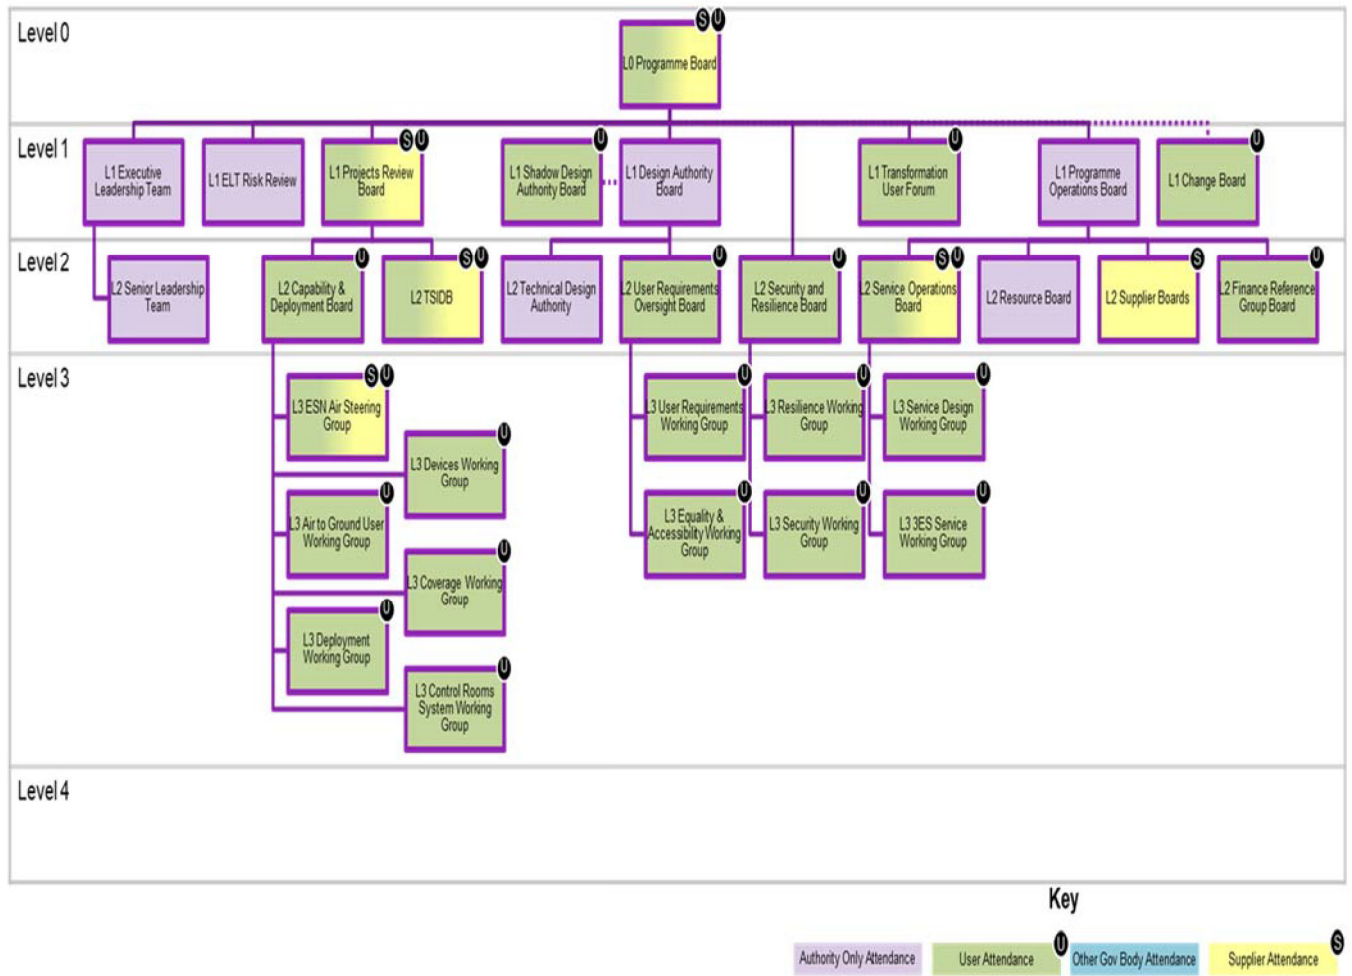 Level 0
S U
L0 Programme Board
Level 1
U
S U
U
U
U
L1 Executive
Leadership Team
L1 ELT Risk Review
L1 Projects Review
Board
L1 Shadow Design
Authority Board
L1 Design Authority
Board
L1 Transformation
User Forum
L1 Programme
Operations Board
L1 Change Board
Level 2
U
S U
U
U
S U
S
U
L2 Senior Leadership
Team
L2 Capability &
Deployment Board
L2 TSIDB
L2 Technical Design
Authority
L2 User Requirements
Oversight Board
L2 Security and
Resilience Board
L2 Service Operations
Board
L2 Resource Board
L2 Supplier Boards
L2 Finance Reference
Group Board
Level 3
S U
L3 ESN Air Steering
Group
U
L3 User Requirements
Working Group
U
L3 Resilience Working
Group
U
L3 Service Design
Working Group
U
L3 Devices Working
Group
U
L3 Air to Ground User
Working Group
U
L3 Equality &
Accessibility Working
Group
U
L3 Security Working
Group
U
L3 3ES Service
Working Group
U
L3 Coverage Working
Group
U
L3 Deployment
Working Group
U
L3 Control Rooms
System Working
Group
Level 4
Key
Authority Only Attendance
User Attendance
U
Other Gov Body Attendance
Supplier Attendance
S